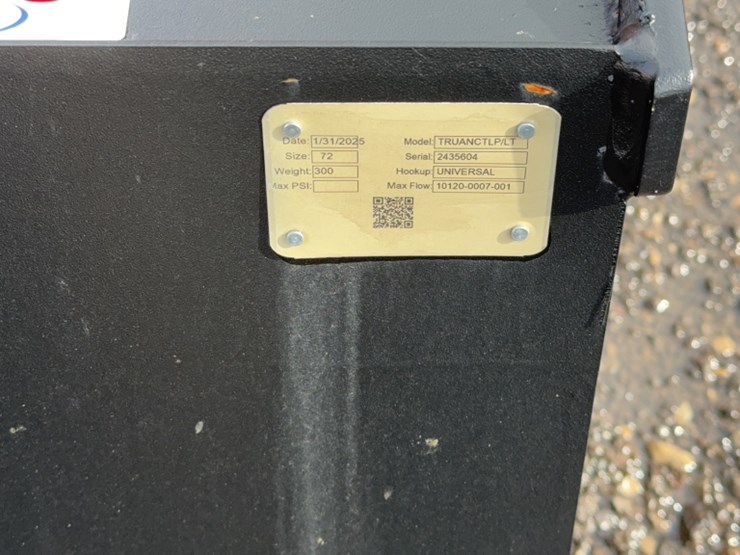 Date: 1/31/2025 Model: TRUANCTLP/LT
Size: 72 Serial: 2435604
Weight: 300 Hookup: UNIVERSAL
Max PSI: Max Flow: 10120-0007-001